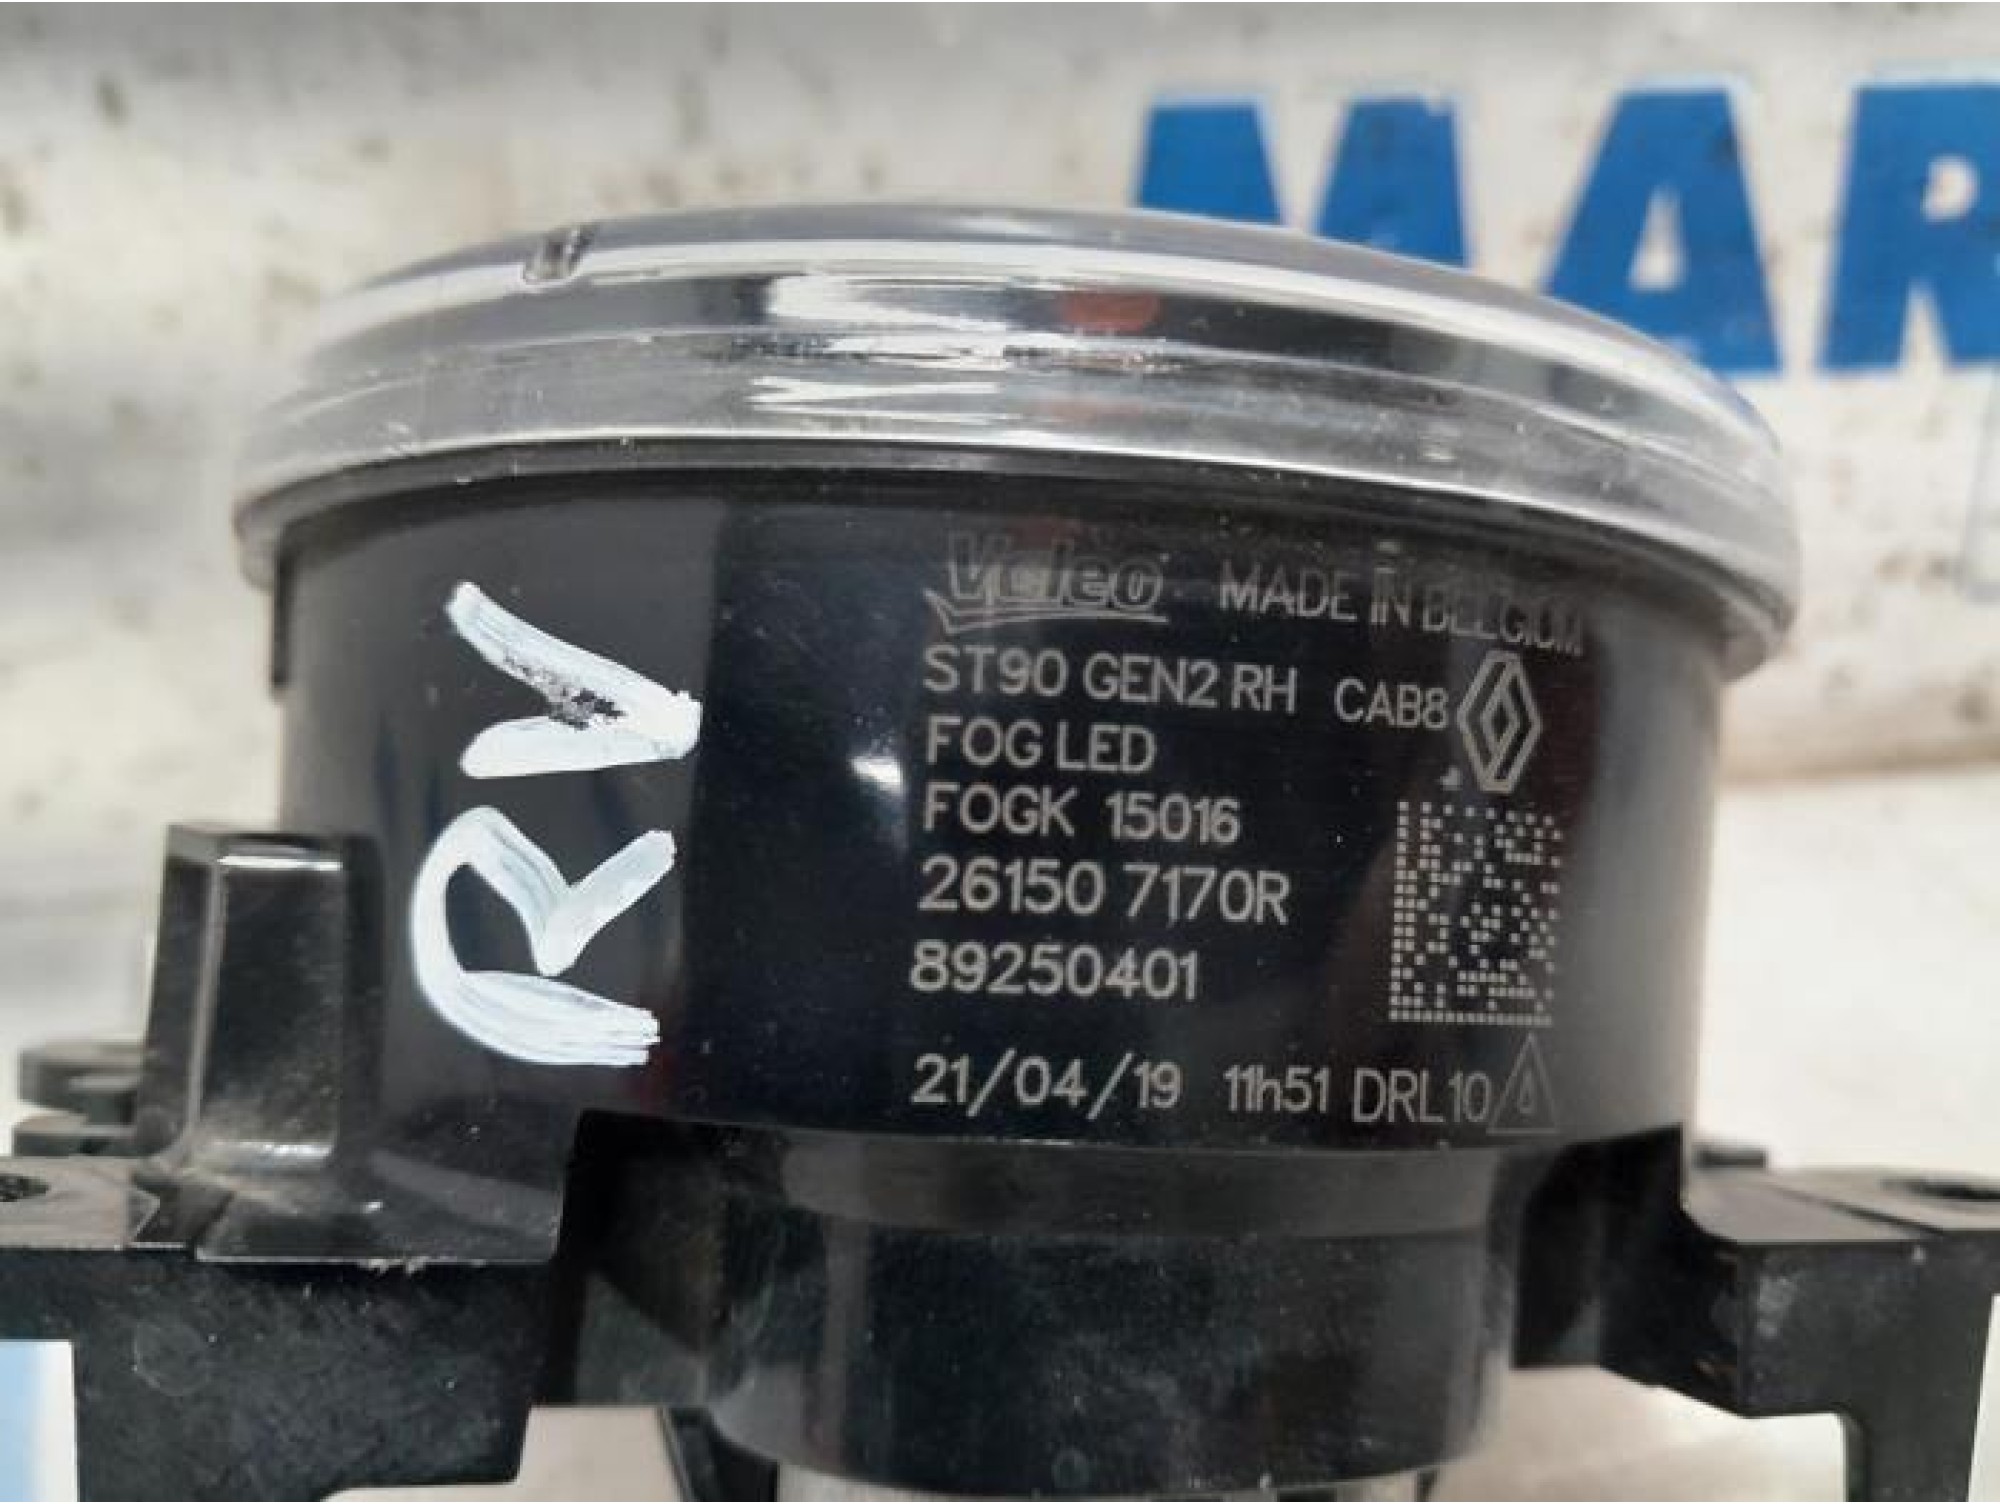 MAR
Valeo MADE IN BELGIUM
ST90 GEN2 RH CAB8
FOG LED
FOGK 15016
26150 7170R
89250401
21/04/19 11h51 DRL10
RV